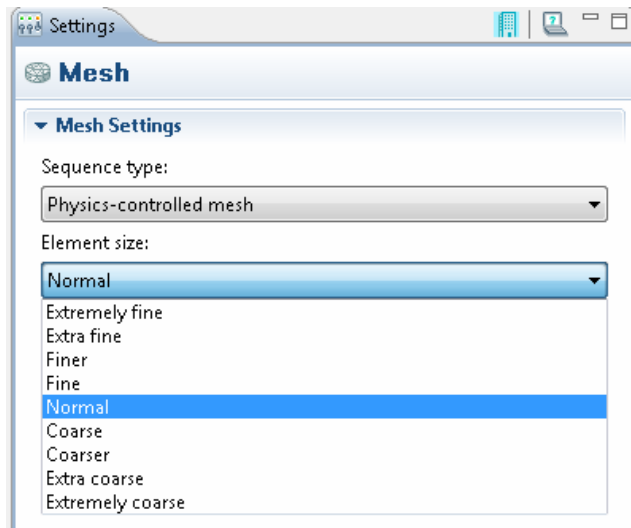 Settings
Mesh
Mesh Settings
Sequence type:
Physics-controlled mesh
Element size:
Normal
Extremely fine
Extra fine
Finer
Fine
Normal
Coarse
Coarser
Extra coarse
Extremely coarse